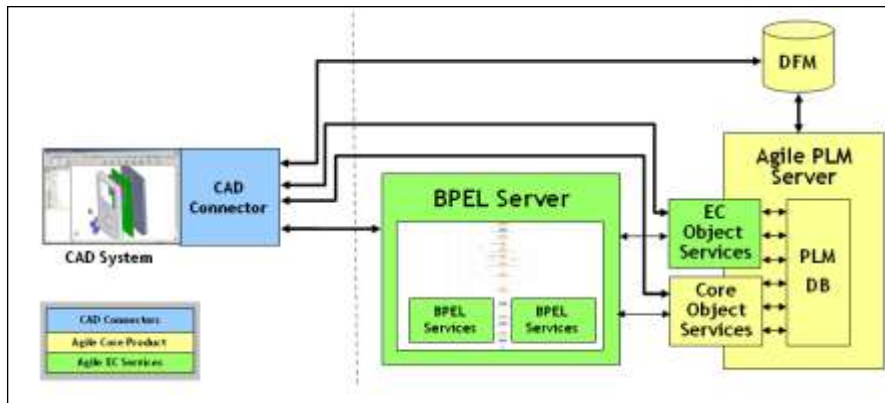 DFM
Agile PLM
Server
CAD
Connector
CAD System
BPEL Server
BPEL
Services
BPEL
Services
EC
Object
Services
Core
Object
Services
PLM
DB
CAD Connectors
Agile Core Product
Agile EC Services